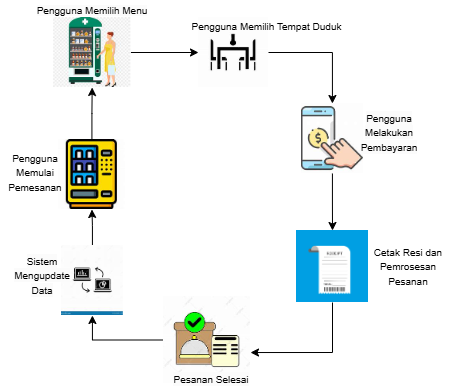 Pengguna Memilih Menu
Pengguna Memilih Tempat Duduk
Pengguna
Melakukan
Pembayaran
Pengguna
Memulai
Pemesanan
Cetak Resi dan
Pemrosesan
Pesanan
Sistem
Mengupdate
Data
Pesanan Selesai